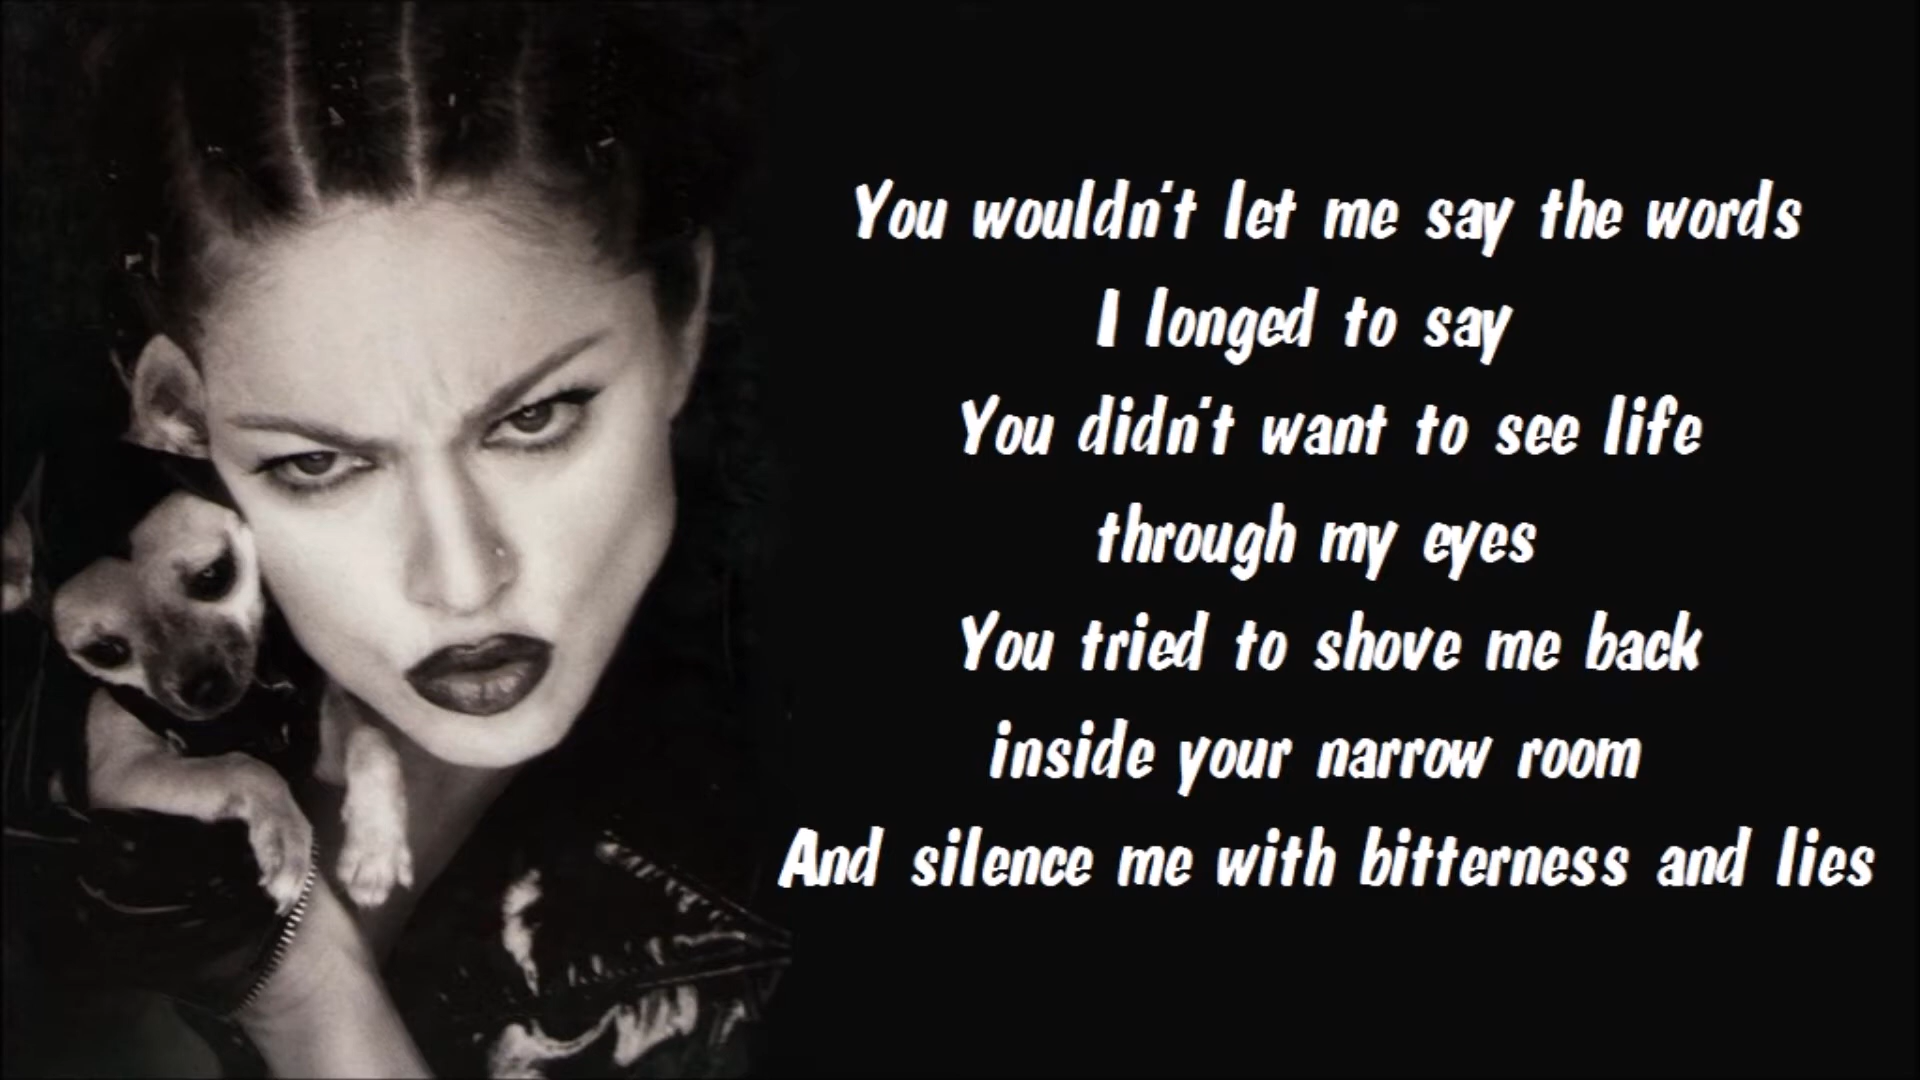 You wouldn't let me say the words
I longed to say
You didn't want to see life
through my eyes
You tried to shove me back
inside your narrow room
And silence me with bitterness and lies